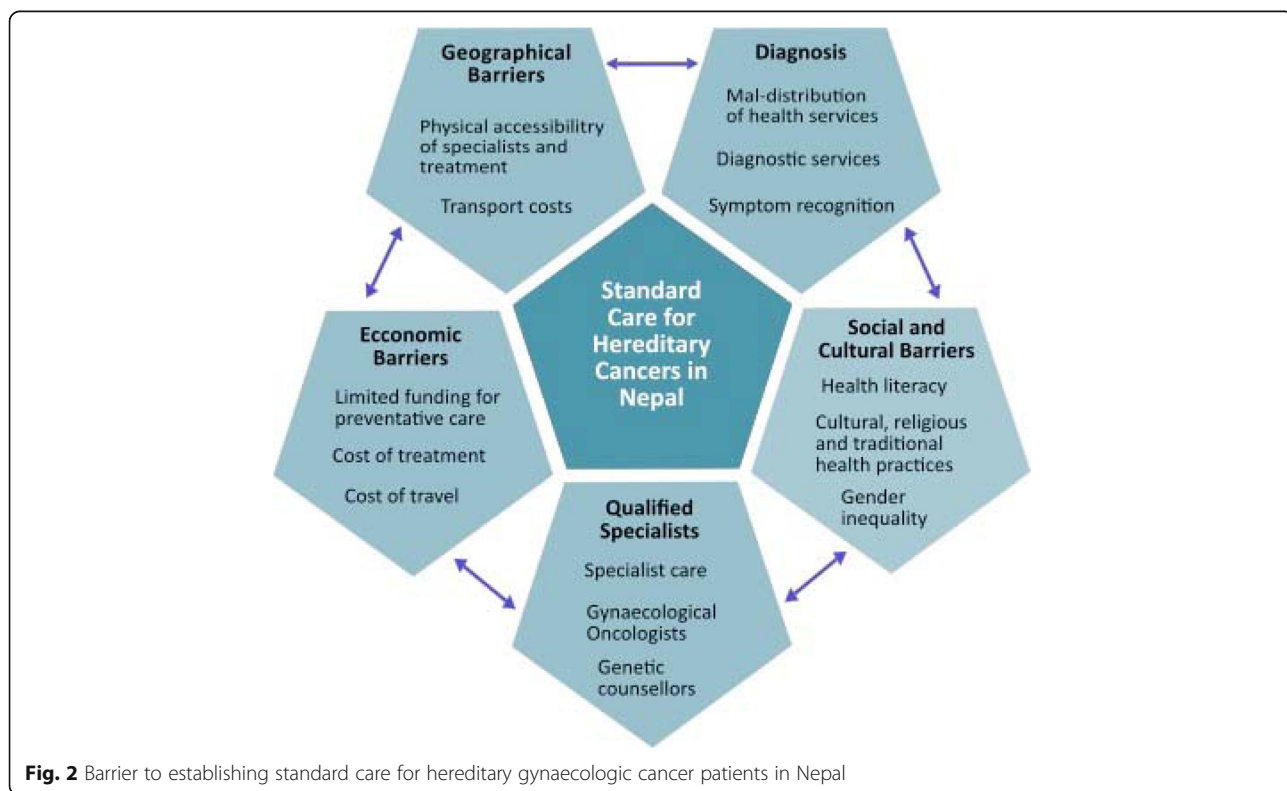 Geographical
Barriers
Physical accessibilitry
of specialists and
treatment
Transport costs
Diagnosis
Mal-distribution
of health services
Diagnostic services
Symptom recognition
Standard
Care for
Hereditary
Cancers in
Nepal
Ecconomic
Barriers
Limited funding for
preventative care
Cost of treatment
Cost of travel
Social and
Cultural Barriers
Health literacy
Cultural, religious
and traditional
health practices
Gender
inequality
Qualified
Specialists
Specialist care
Gynaecological
Oncologists
Genetic
counsellors
Fig. 2 Barrier to establishing standard care for hereditary gynaecologic cancer patients in Nepal